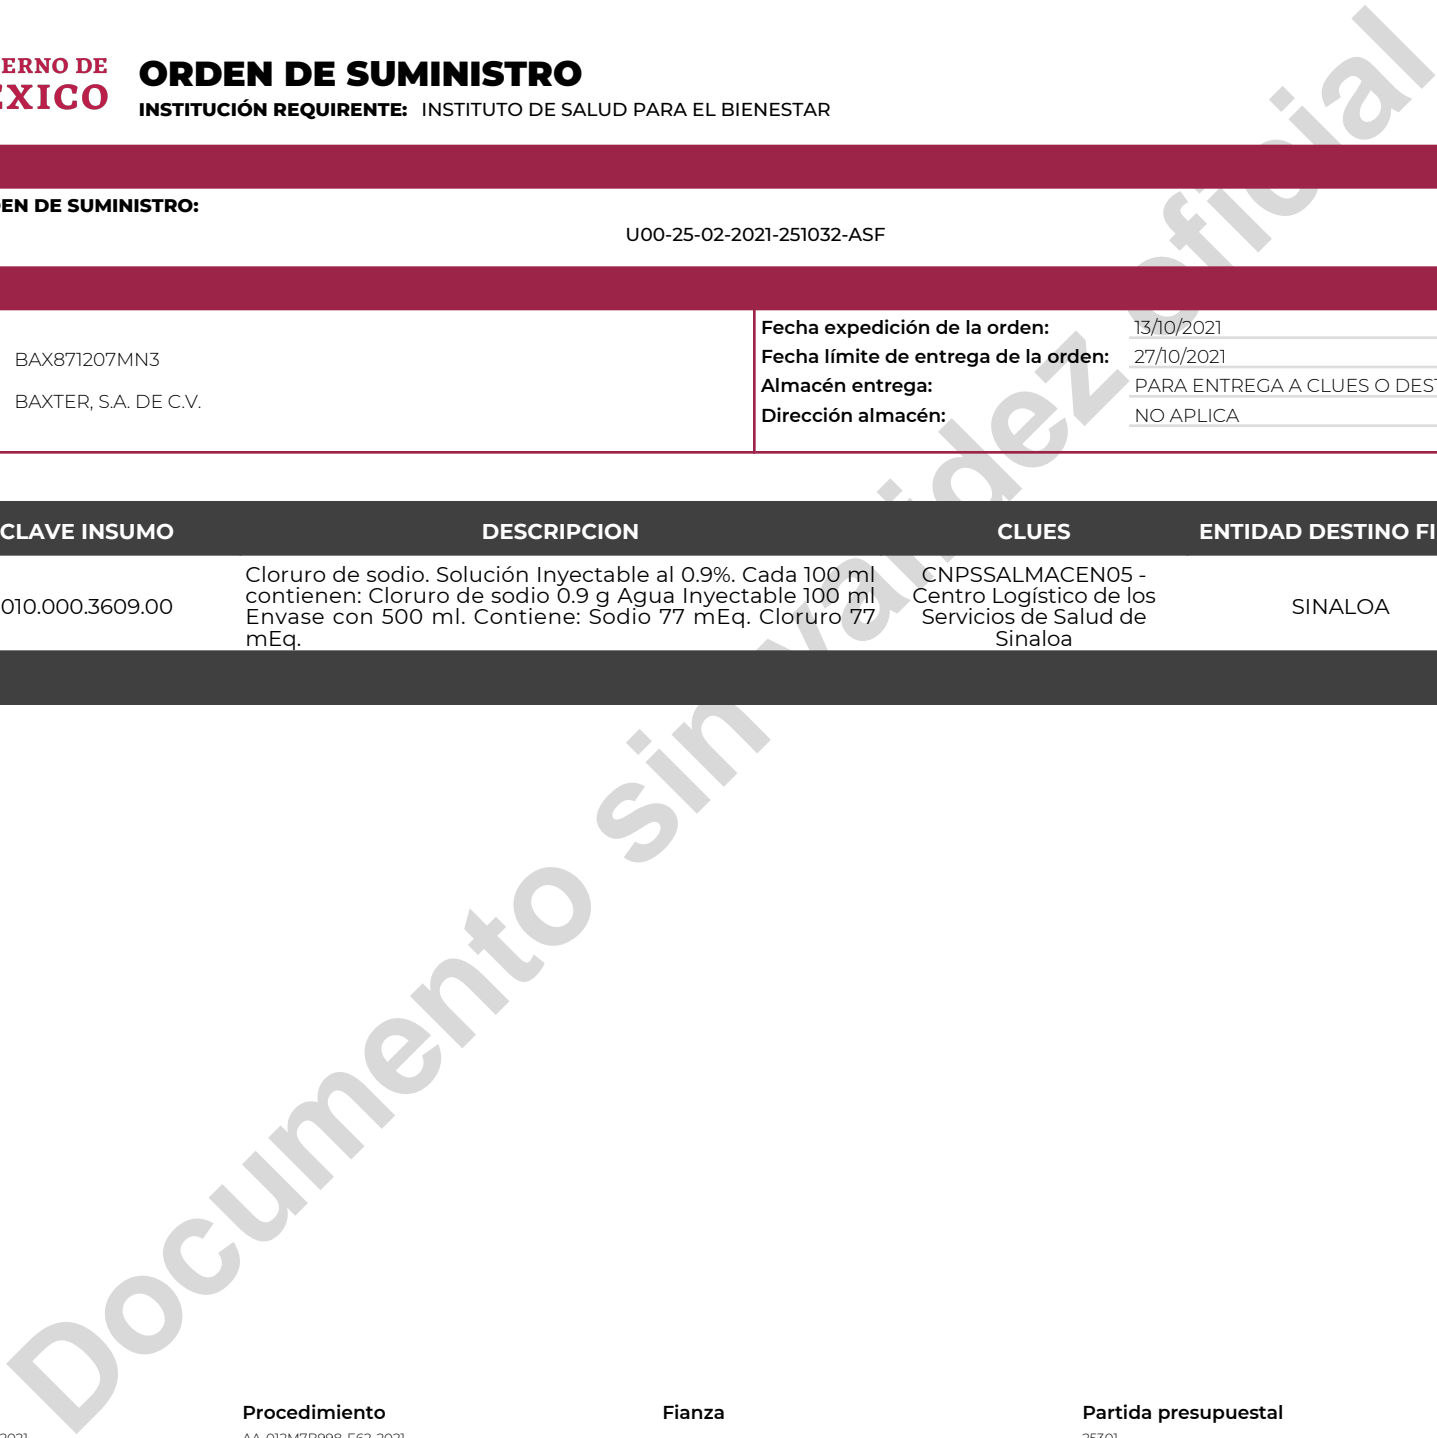 ERNO DE
ORDEN DE SUMINISTRO
EXICO
INSTITUCIÓN REQUIRENTE: INSTITUTO DE SALUD PARA EL BIENESTAR
EN DE SUMINISTRO:
U00-25-02-2021-251032-ASF
Fecha expedición de la orden: 13/10/2021
BAX871207MN3
Fecha límite de entrega de la orden: 27/10/2021
Almacén entrega: PARA ENTREGA A CLUES O DEST
BAXTER, S.A. DE C.V.
Dirección almacén: NO APLICA
CLAVE INSUMO DESCRIPCION CLUES ENTIDAD DESTINO FI
010.000.3609.00
Cloruro de sodio. Solución Inyectable al 0.9%. Cada 100 ml
contienen: Cloruro de sodio 0.9 g Agua Inyectable 100 ml
Envase con 500 ml. Contiene: Sodio 77 mEq. Cloruro 77
mEq.
CNPSSALMACEN05 -
Centro Logístico de los
Servicios de Salud de
Sinaloa
SINALOA
Documento sin validez oficial
Procedimiento Fianza Partida presupuestal